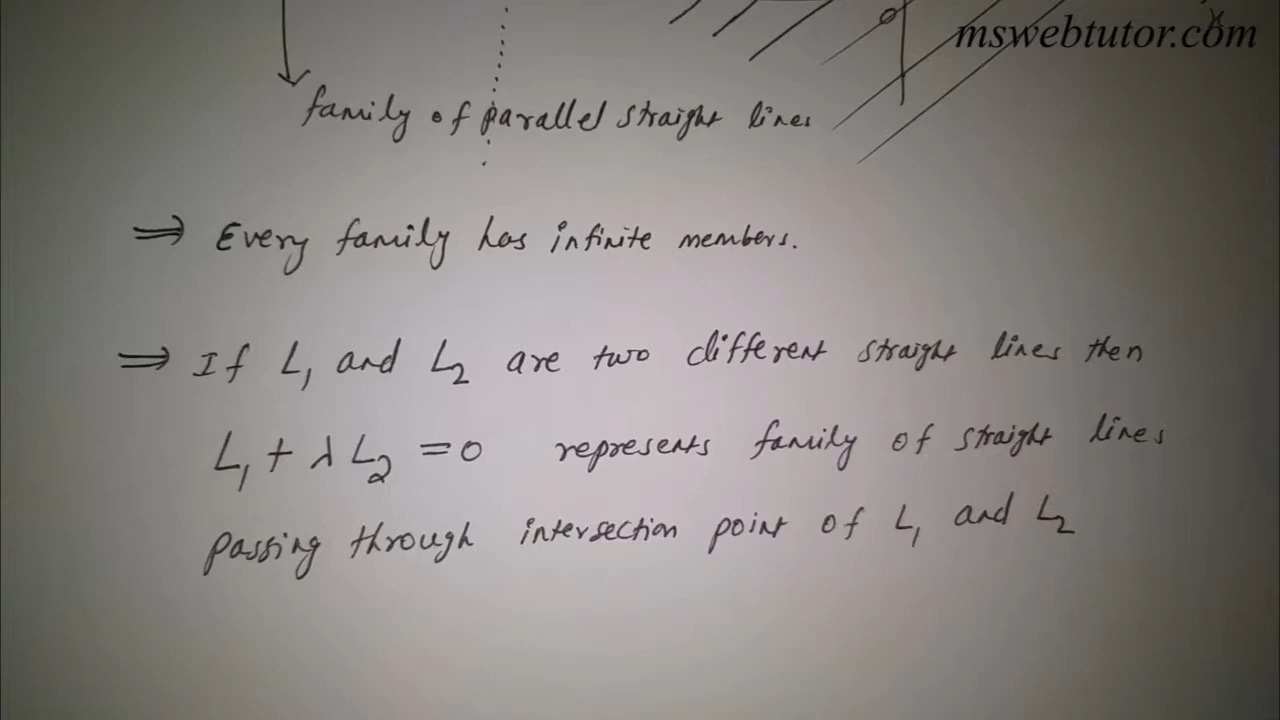 mswebtutor.com
family of parallel straight lines
⇒ Every family has infinite members.
⇒ If L₁ and L₂ are two different straight lines then
L₁ + λ L₂ = 0 represents family of straight lines
passing through intersection point of L₁ and L₂